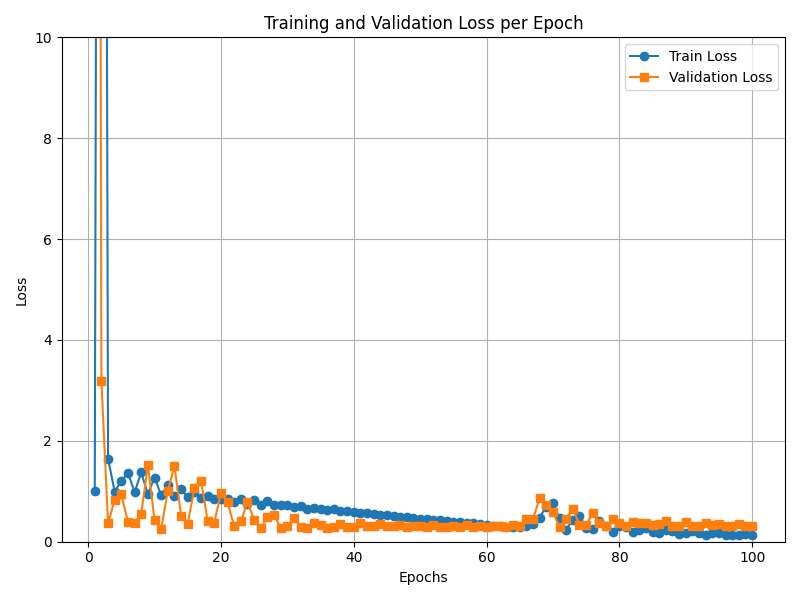 Training and Validation Loss per Epoch
Train Loss
Validation Loss
Loss
10
8
6
4
2
0
0 20 40 60 80 100
Epochs